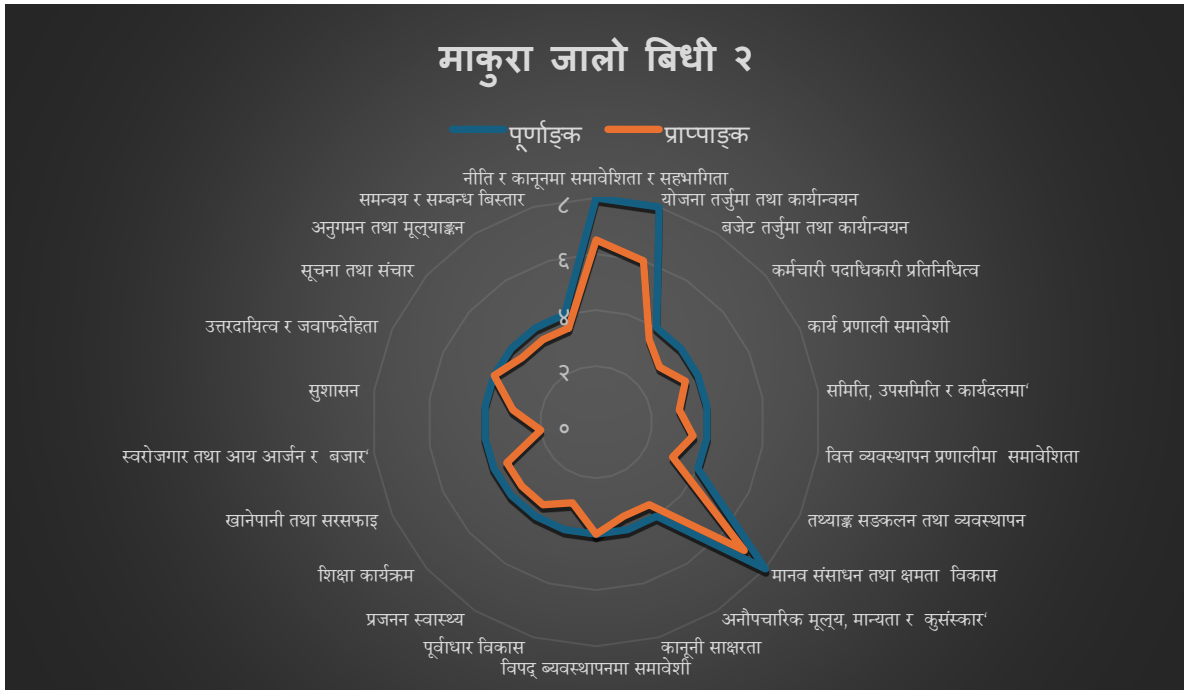 माकुरा जालो बिधी २
पूर्णाङ्क प्राप्पाङ्क
नीति र कानूनमा समावेशिता र सहभागिता
योजना तर्जुमा तथा कार्यान्वयन
बजेट तर्जुमा तथा कार्यान्वयन
कर्मचारी पदाधिकारी प्रतिनिधित्व
कार्य प्रणाली समावेशी
समिति, उपसमिति र कार्यदलमा‘
वित्त व्यवस्थापन प्रणालीमा समावेशिता
तथ्याङ्क सङकलन तथा व्यवस्थापन
मानव संसाधन तथा क्षमता विकास
अनौपचारिक मूल्य, मान्यता र कुसंस्कार‘
कानूनी साक्षरता
विपद् ब्यवस्थापनमा समावेशी
पूर्वाधार विकास
प्रजनन स्वास्थ्य
शिक्षा कार्यक्रम
खानेपानी तथा सरसफाइ
स्वरोजगार तथा आय आर्जन र बजार‘
सुशासन
उत्तरदायित्व र जवाफदेहिता
सूचना तथा संचार
अनुगमन तथा मूल्याङ्कन
समन्वय र सम्बन्ध बिस्तार
८
६
४
२
०